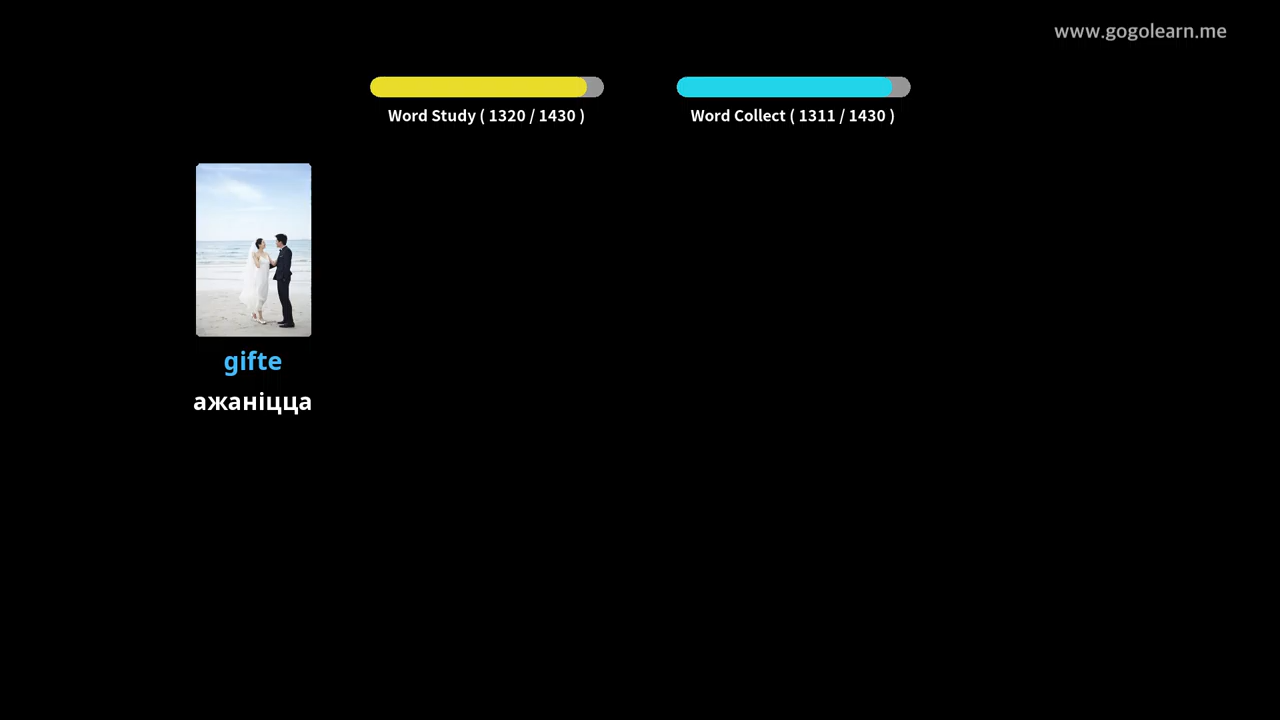 www.gogolearn.me
Word Study ( 1320 / 1430 )
Word Collect ( 1311 / 1430 )
gifte
ажаніцца